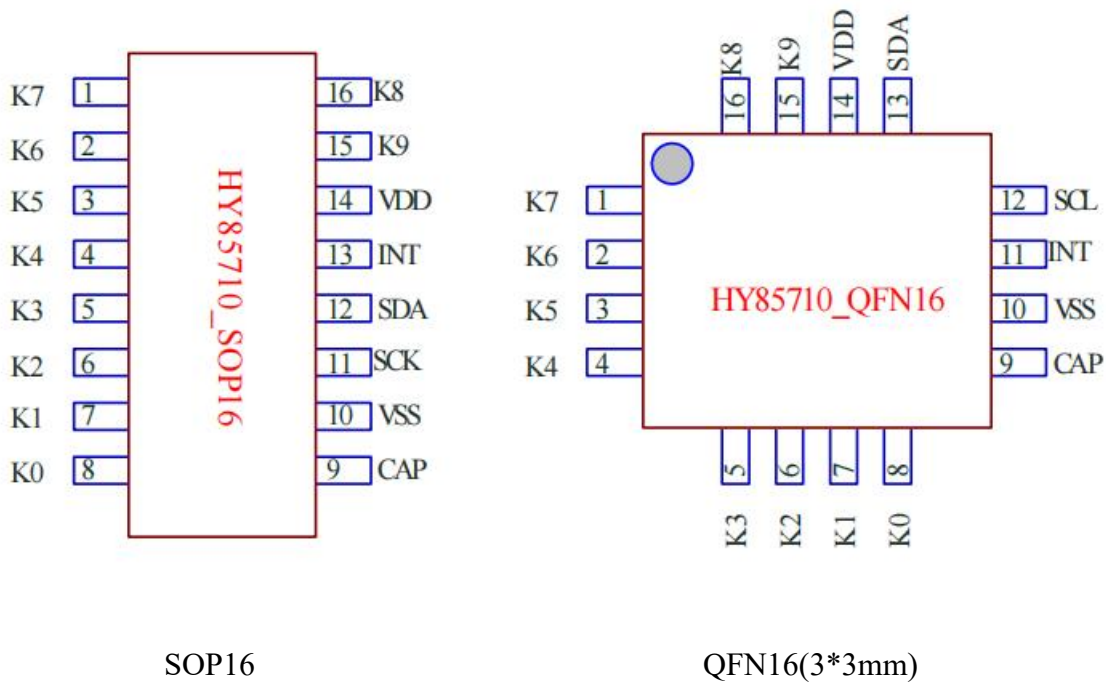 K7 1 16 K8
K6 2 15 K9
K5 3 14 VDD
K4 4 13 INT
K3 5 12 SDA
K2 6 11 SCK
K1 7 10 VSS
K0 8 9 CAP
HY85710_SOP16
SOP16
K8 K9 VDD SDA
16 15 14 13
K7 1 12 SCL
K6 2 11 INT
K5 3 10 VSS
K4 4 9 CAP
HY85710_QFN16
5 6 7 8
K3 K2 K1 K0
QFN16(3*3mm)